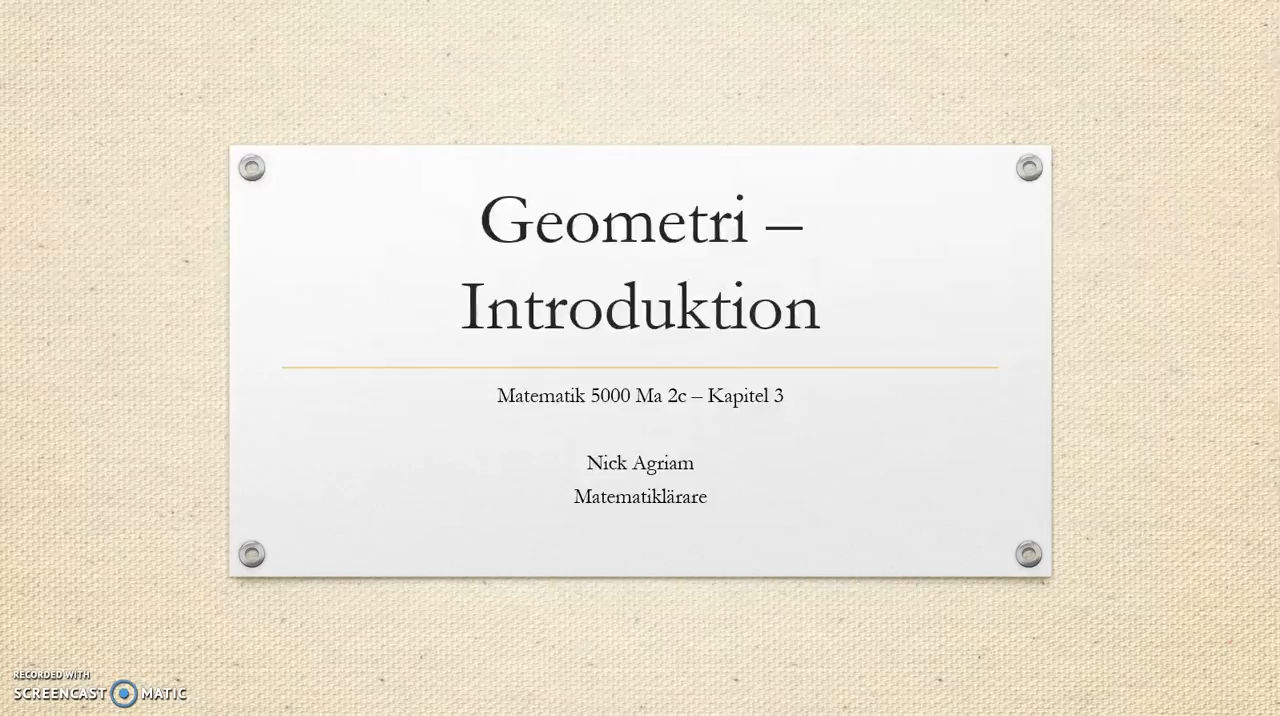 Geometri –
Introduktion
Matematik 5000 Ma 2c – Kapitel 3
Nick Agriam
Matematiklärare
RECORDED WITH
SCREENCAST MATIC